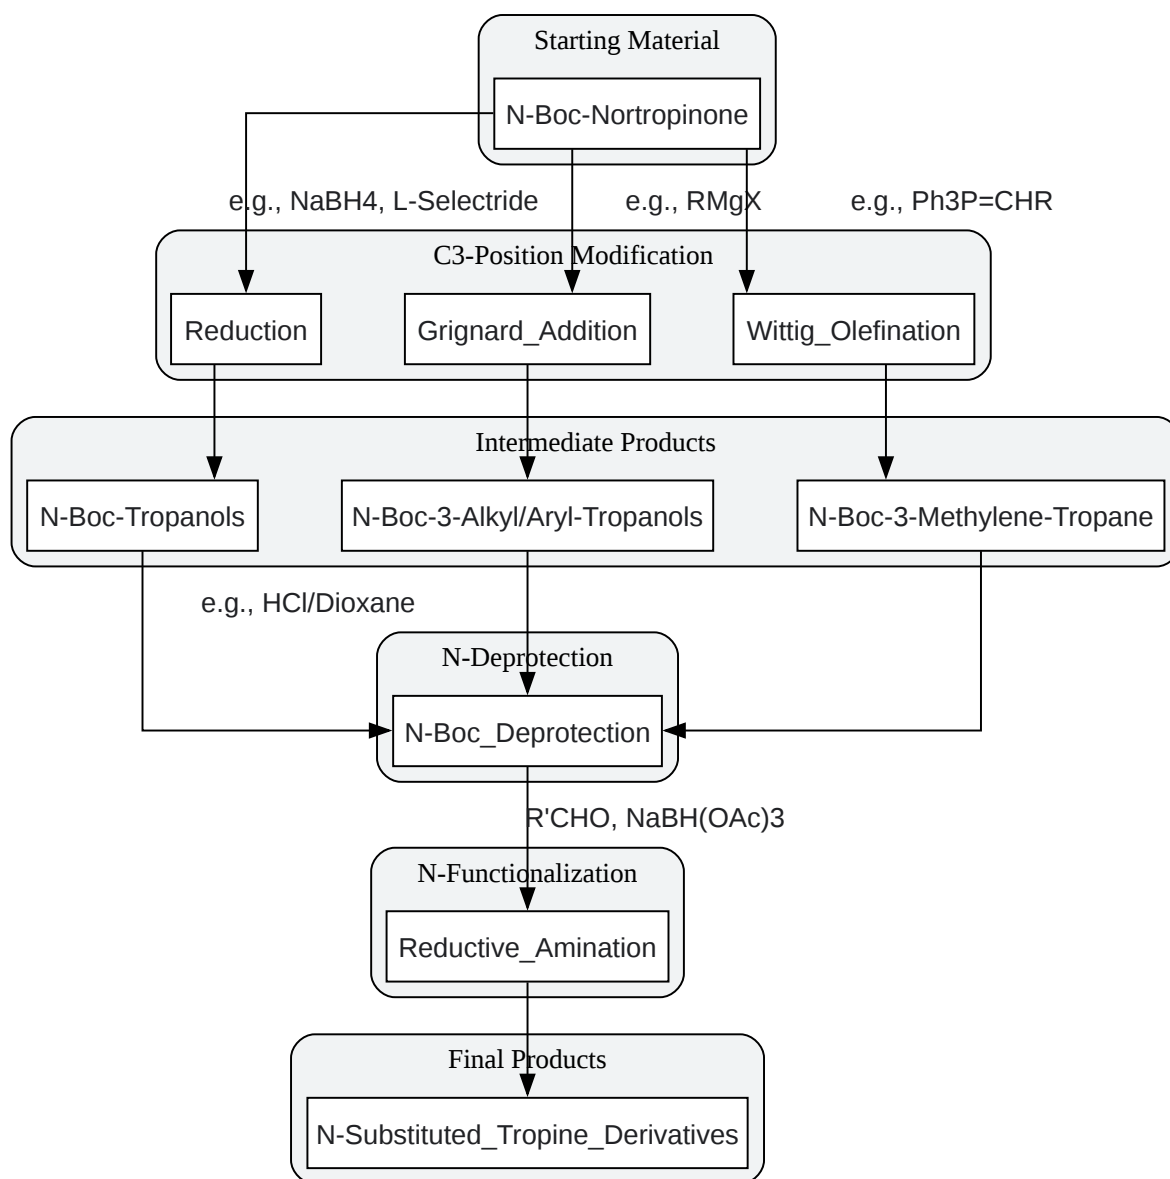 Starting Material
N-Boc-Nortropinone
e.g., NaBH4, L-Selectride
e.g., RMgX
e.g., Ph3P=CHR
C3-Position Modification
Reduction
Grignard_Addition
Wittig_Olefination
Intermediate Products
N-Boc-Tropanols
N-Boc-3-Alkyl/Aryl-Tropanols
N-Boc-3-Methylene-Tropane
e.g., HCl/Dioxane
N-Deprotection
N-Boc_Deprotection
R'CHO, NaBH(OAc)3
N-Functionalization
Reductive_Amination
Final Products
N-Substituted_Tropine_Derivatives